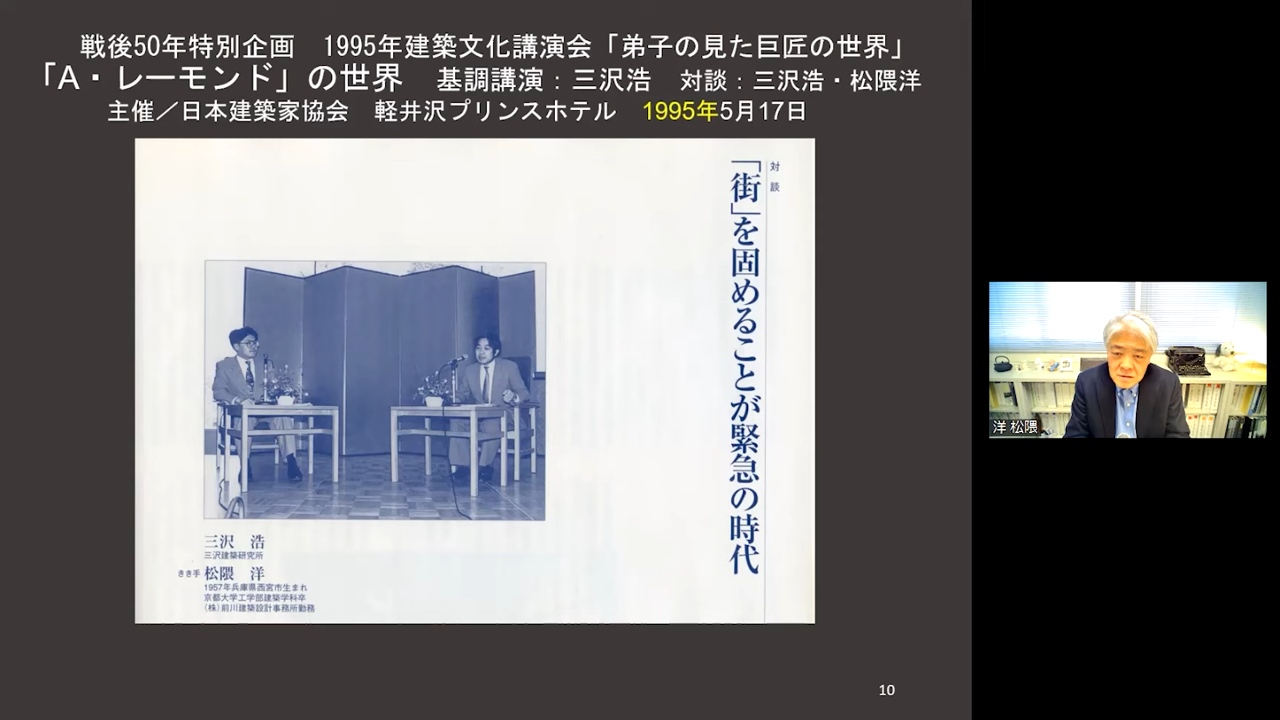 戦後50年特別企画　1995年建築文化講演会「弟子の見た巨匠の世界」
「A・レーモンド」の世界　基調講演：三沢浩　対談：三沢浩・松隈洋
主催／日本建築家協会　軽井沢プリンスホテル　1995年5月17日
対談
「街」を固めることが緊急の時代
三沢　浩
三沢建築研究所
きき手 松隈　洋
1957年兵庫県西宮市生まれ
京都大学工学部建築学科卒
(株)前川建築設計事務所勤務
10
洋 松隈